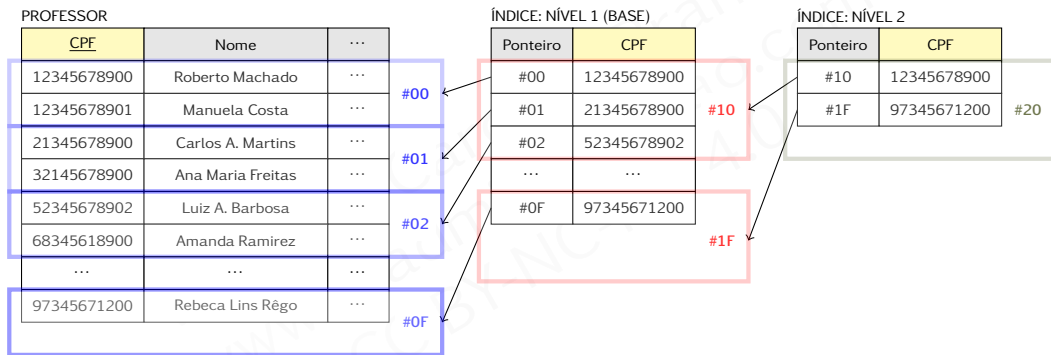 PROFESSOR
CPF Nome ...
12345678900 Roberto Machado ...
12345678901 Manuela Costa ...
#00
21345678900 Carlos A. Martins ...
32145678900 Ana Maria Freitas ...
#01
52345678902 Luiz A. Barbosa ...
68345618900 Amanda Ramirez ...
#02
... ... ...
97345671200 Rebeca Lins Rêgo ...
#0F
ÍNDICE: NÍVEL 1 (BASE)
Ponteiro CPF
#00 12345678900
#01 21345678900
#02 52345678902
#10
... ...
#0F 97345671200
#1F
ÍNDICE: NÍVEL 2
Ponteiro CPF
#10 12345678900
#1F 97345671200
#20